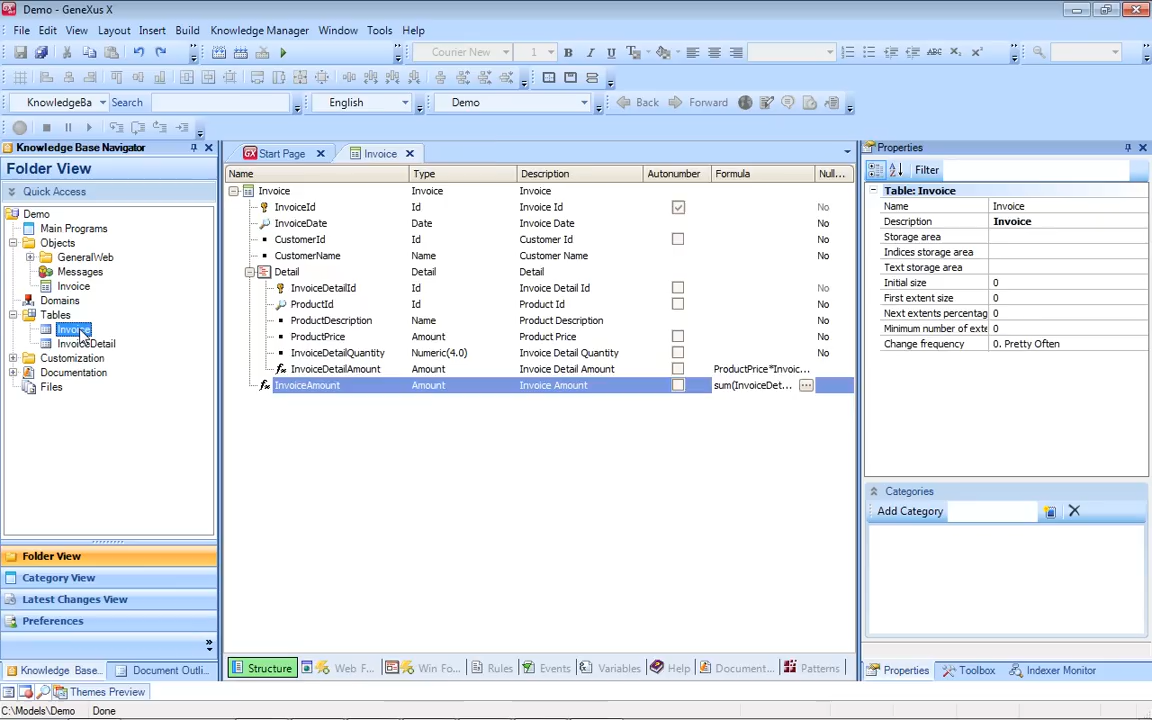 Demo - GeneXus X
File Edit View Layout Insert Build Knowledge Manager Window Tools Help
Courier New 1
KnowledgeBa Search English Demo Back Forward
Knowledge Base Navigator
Folder View
Quick Access
Demo
Main Programs
Objects
GeneralWeb
Messages
Invoice
Domains
Tables
Invoice
InvoiceDetail
Customization
Documentation
Files
Folder View
Category View
Latest Changes View
Preferences
Knowledge Base... Document Outli...
Start Page Invoice
Name Type Description Autonumber Formula Null...
Invoice Invoice Invoice
InvoiceId Id Invoice Id No
InvoiceDate Date Invoice Date No
CustomerId Id Customer Id No
CustomerName Name Customer Name No
Detail Detail Detail
InvoiceDetailId Id Invoice Detail Id No
ProductId Id Product Id No
ProductDescription Name Product Description No
ProductPrice Amount Product Price No
InvoiceDetailQuantity Numeric(4.0) Invoice Detail Quantity No
InvoiceDetailAmount Amount Invoice Detail Amount ProductPrice*Invoic...
InvoiceAmount Amount Invoice Amount sum(InvoiceDet... ...
Structure Web F... Win Fo... Rules Events Variables Help Document... Patterns
Properties
Filter
Table: Invoice
Name Invoice
Description Invoice
Storage area
Indices storage area
Text storage area
Initial size 0
First extent size 0
Next extents percentag 0
Minimum number of exte 0
Change frequency 0. Pretty Often
Categories
Add Category
Properties Toolbox Indexer Monitor
Themes Preview
C:\Models\Demo Done